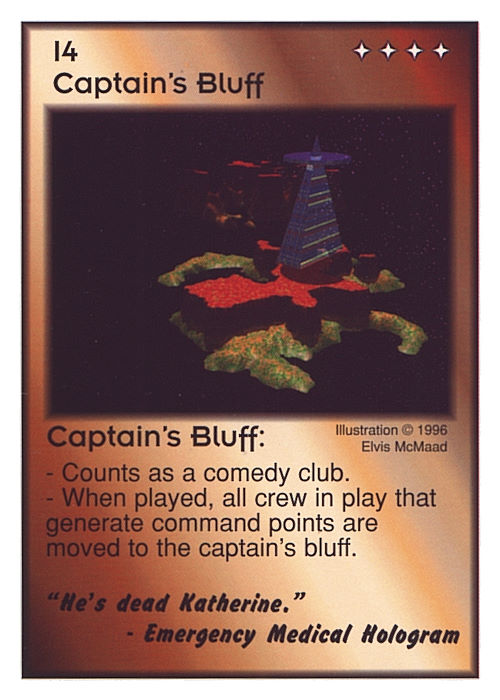 14
Captain's Bluff
Captain's Bluff:
Illustration © 1996
Elvis McMaad
- Counts as a comedy club.
- When played, all crew in play that
generate command points are
moved to the captain's bluff.
“He's dead Katherine.”
- Emergency Medical Hologram